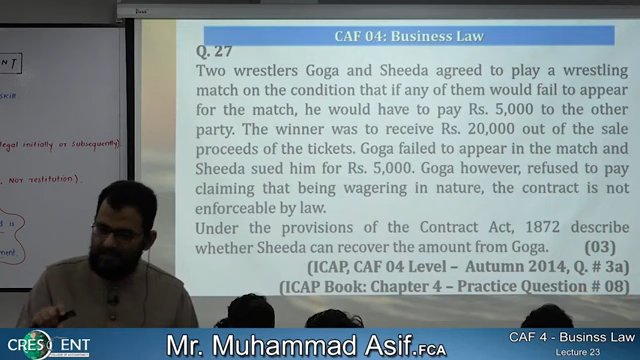 CAF 04: Business Law
Q. 27
Two wrestlers Goga and Sheeda agreed to play a wrestling
match on the condition that if any of them would fail to appear
for the match, he would have to pay Rs. 5,000 to the other
party. The winner was to receive Rs. 20,000 out of the sale
proceeds of the tickets. Goga failed to appear in the match and
Sheeda sued him for Rs. 5,000. Goga however, refused to pay
claiming that being wagering in nature, the contract is not
enforceable by law.
Under the provisions of the Contract Act, 1872 describe
whether Sheeda can recover the amount from Goga. (03)
(ICAP, CAF 04 Level – Autumn 2014, Q. # 3a)
(ICAP Book: Chapter 4 – Practice Question # 08)
ENT
skill
legal initially or subsequently)
Nor restitution).
is
ment.
CRESCENT
Mr. Muhammad Asif.FCA
CAF 4 - Businss Law
Lecture 23